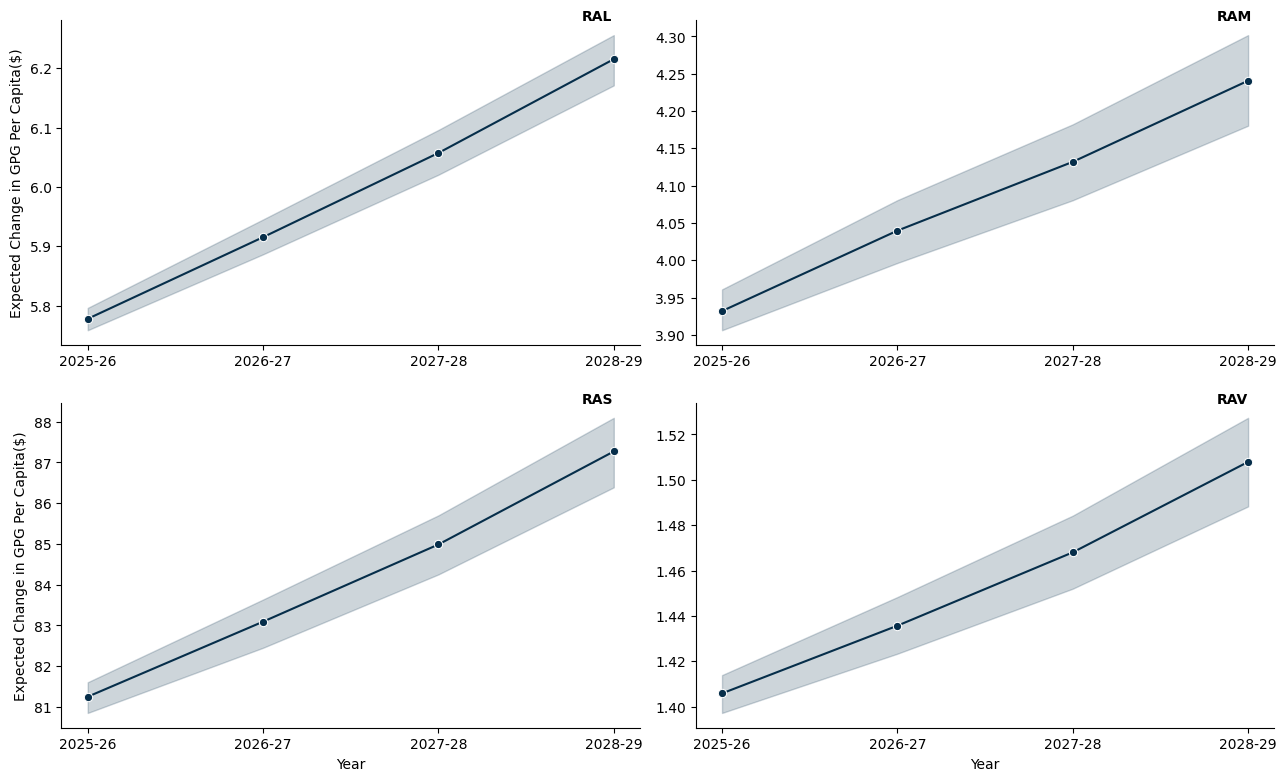 RAL
Expected Change in GPG Per Capita($)
6.2
6.1
6.0
5.9
5.8
2025-26 2026-27 2027-28 2028-29
RAM
4.30
4.25
4.20
4.15
4.10
4.05
4.00
3.95
3.90
2025-26 2026-27 2027-28 2028-29
RAS
Expected Change in GPG Per Capita($)
88
87
86
85
84
83
82
81
2025-26 2026-27 2027-28 2028-29
Year
RAV
1.52
1.50
1.48
1.46
1.44
1.42
1.40
2025-26 2026-27 2027-28 2028-29
Year